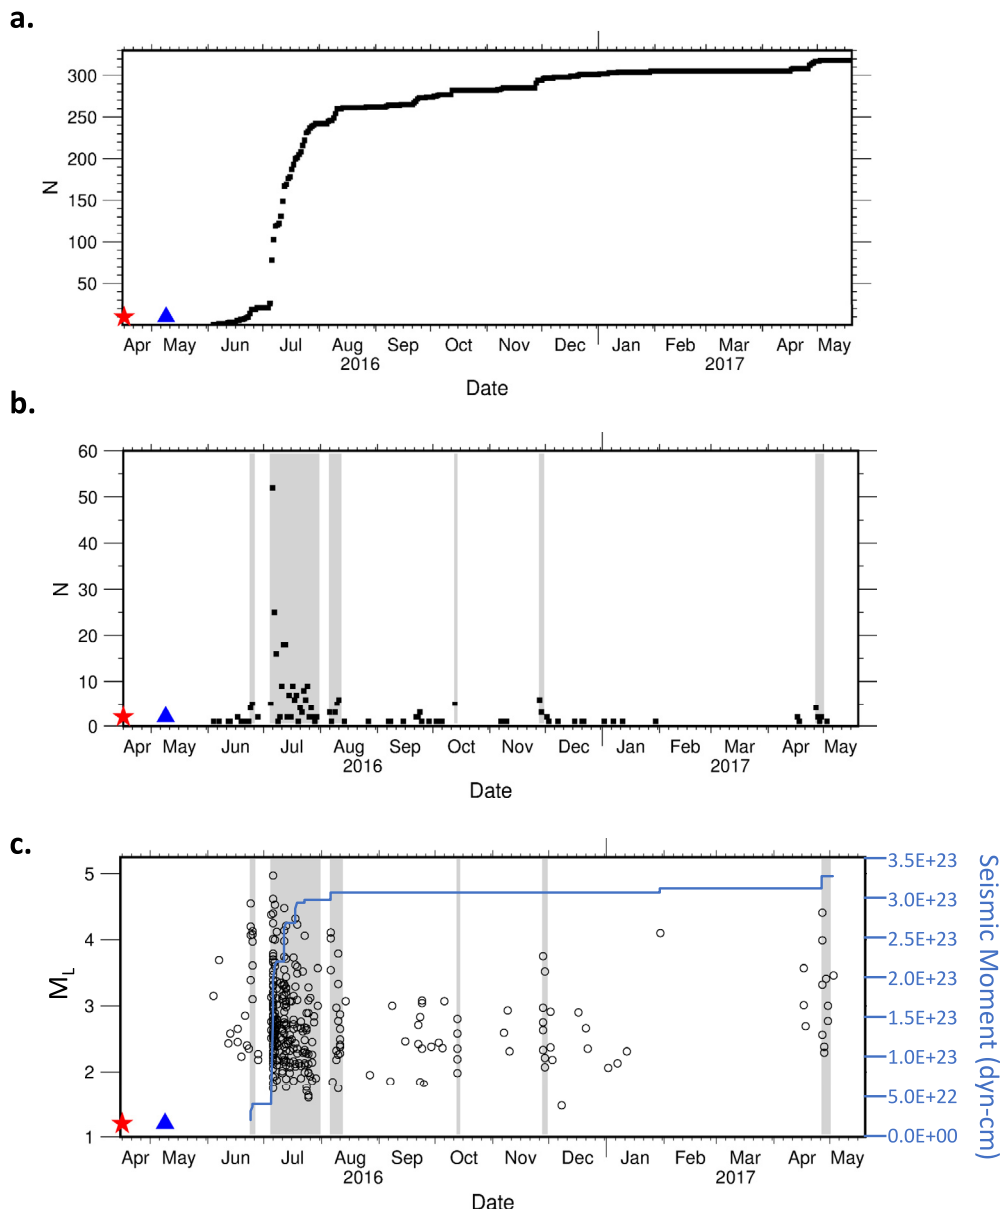 a.
300
250
200
150
100
50
N
Apr May Jun Jul Aug Sep Oct Nov Dec Jan Feb Mar Apr May
2016 2017
Date
b.
60
50
40
30
20
10
0
N
Apr May Jun Jul Aug Sep Oct Nov Dec Jan Feb Mar Apr May
2016 2017
Date
c.
5
4
3
2
1
ML
3.5E+23
3.0E+23
2.5E+23
2.0E+23
1.5E+23
1.0E+23
5.0E+22
0.0E+00
Seismic Moment (dyn-cm)
Apr May Jun Jul Aug Sep Oct Nov Dec Jan Feb Mar Apr May
2016 2017
Date